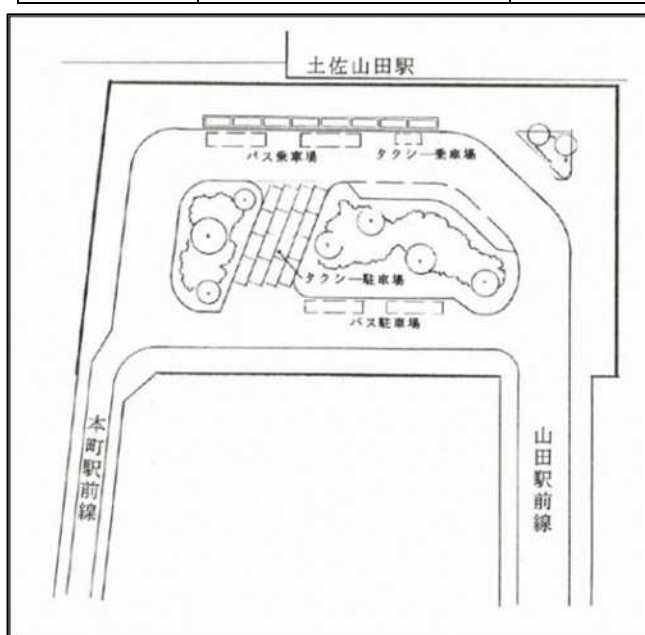 土佐山田駅
バス乗車場
タクシー乗車場
タクシー駐車場
バス駐車場
本町駅前線
山田駅前線